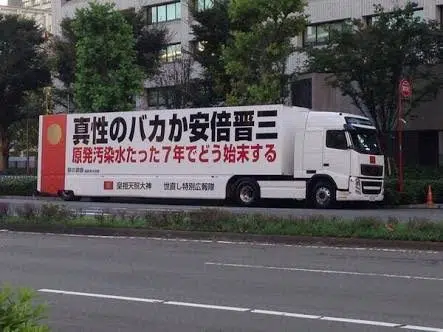 真性のバカか安倍晋三
原発汚染水たった7年でどう始末する
皇祖天照大神 世直し特別広報隊